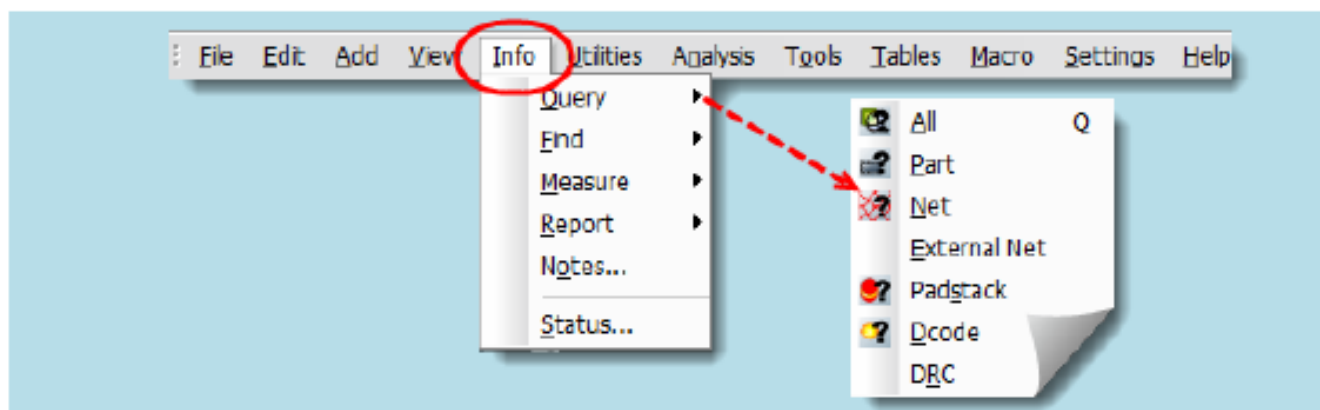 File Edit Add View Info Utilities Analysis Tools Tables Macro Settings Help
Query
Find
Measure
Report
Notes...
Status...
All Q
Part
Net
External Net
Padstack
Dcode
DRC